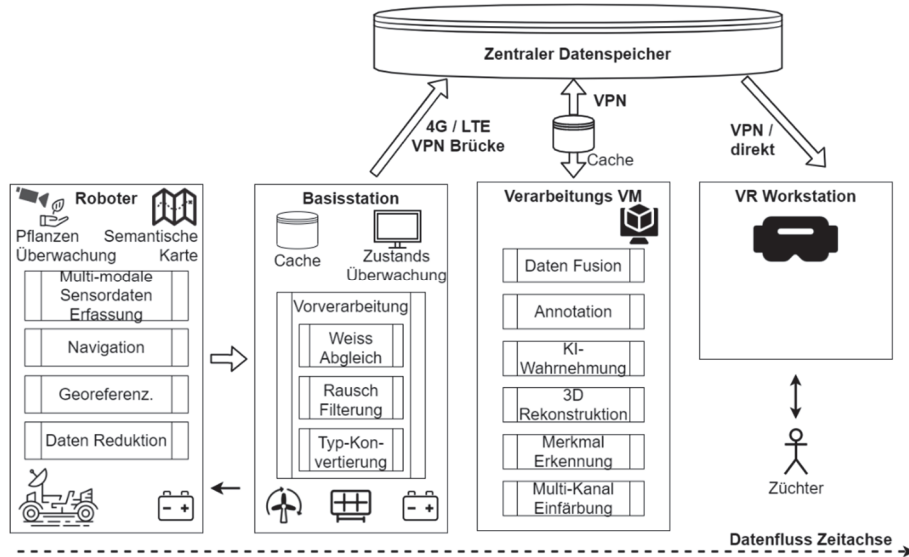 Zentraler Datenspeicher
4G / LTE
VPN Brücke
VPN
Cache
VPN /
direkt
Roboter
Pflanzen
Überwachung
Semantische
Karte
Multi-modale
Sensordaten
Erfassung
Navigation
Georeferenz.
Daten Reduktion
Basisstation
Cache
Zustands
Überwachung
Vorverarbeitung
Weiss
Abgleich
Rausch
Filterung
Typ-Kon-
vertierung
Verarbeitungs VM
Daten Fusion
Annotation
KI-
Wahrnehmung
3D
Rekonstruktion
Merkmal
Erkennung
Multi-Kanal
Einfärbung
VR Workstation
Züchter
Datenfluss Zeitachse